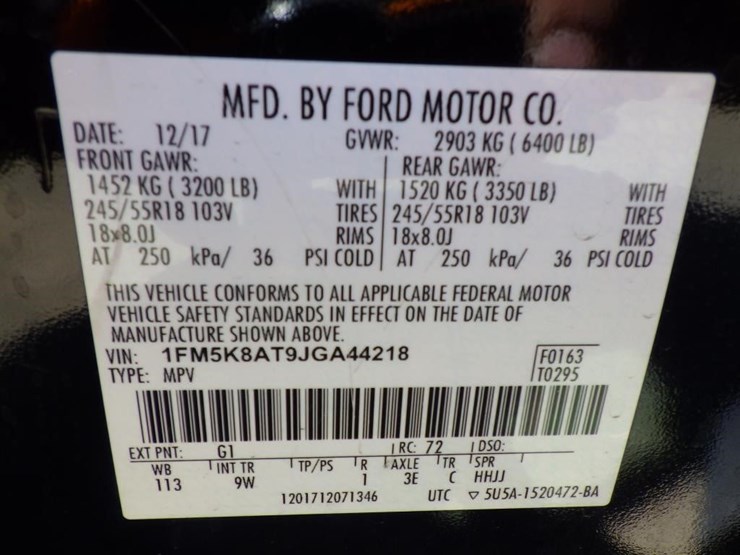 MFD. BY FORD MOTOR CO.
DATE: 12/17 GVWR: 2903 KG ( 6400 LB)
FRONT GAWR: REAR GAWR:
1452 KG ( 3200 LB) WITH 1520 KG ( 3350 LB) WITH
245/55R18 103V TIRES 245/55R18 103V TIRES
18x8.0J RIMS 18x8.0J RIMS
AT 250 kPa/ 36 PSI COLD AT 250 kPa/ 36 PSI COLD
THIS VEHICLE CONFORMS TO ALL APPLICABLE FEDERAL MOTOR
VEHICLE SAFETY STANDARDS IN EFFECT ON THE DATE OF
MANUFACTURE SHOWN ABOVE.
VIN: 1FM5K8AT9JGA44218 F0163
TYPE: MPV T0295
EXT PNT: G1 RC: 72 DSO:
WB INT TR TP/PS R AXLE TR SPR
113 9W 1 3E C HHJJ
1201712071346 UTC ▽ 5U5A-1520472-BA